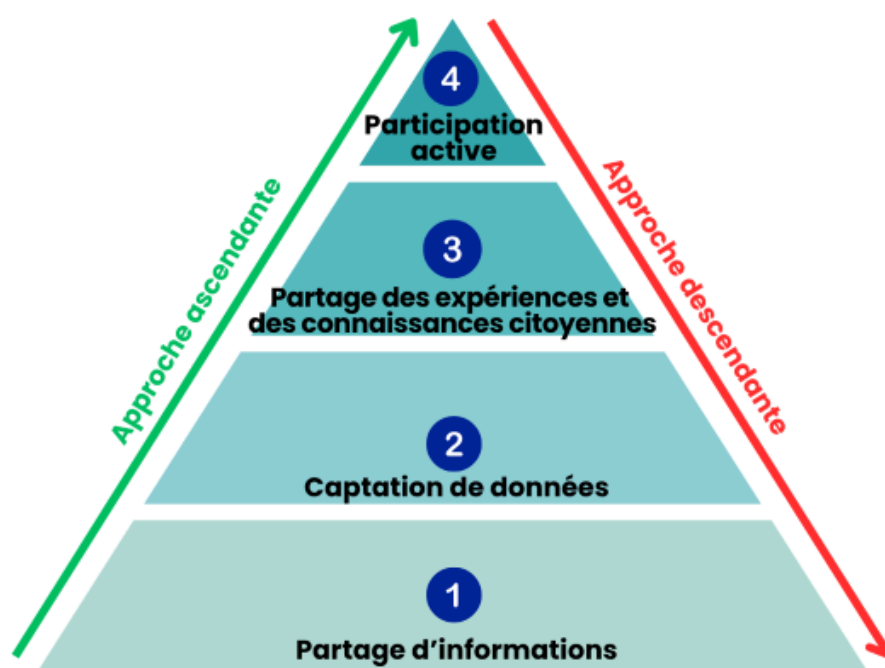 4
Participation
active
Approche ascendante
Approche descendante
3
Partage des expériences et
des connaissances citoyennes
2
Captation de données
1
Partage d’informations